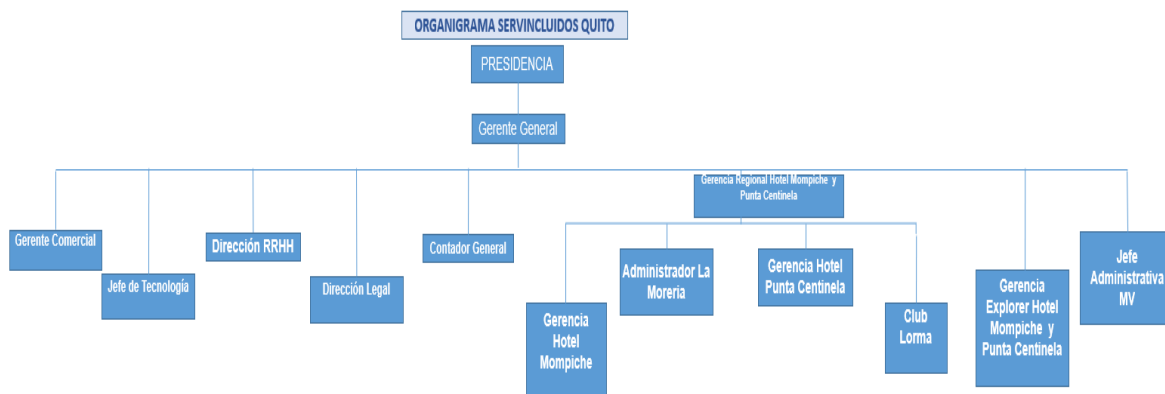 ORGANIGRAMA SERVINCLUIDOS QUITO
PRESIDENCIA
Gerente General
Gerencia Regional Hotel Mompiche y
Punta Centinela
Gerente Comercial
Jefe de Tecnología
Dirección RRHH
Dirección Legal
Contador General
Gerencia
Hotel
Mompiche
Administrador La
Moreria
Gerencia Hotel
Punta Centinela
Club
Lorma
Gerencia
Explorer Hotel
Mompiche y
Punta Centinela
Jefe
Administrativa
MV